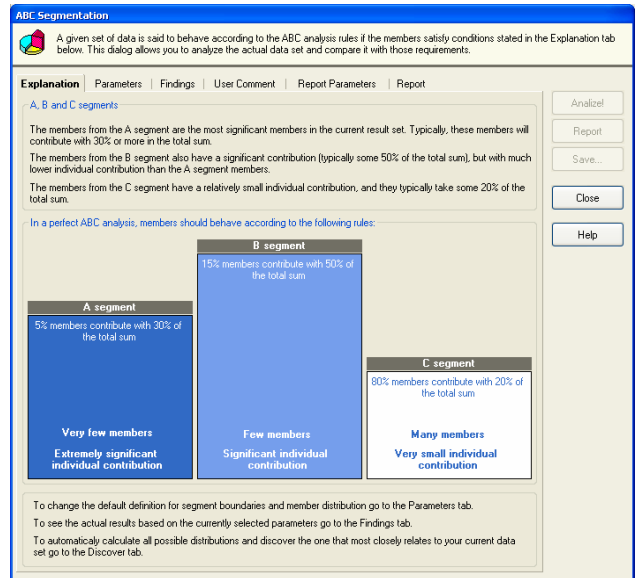 ABC Segmentation
A given set of data is said to behave according to the ABC analysis rules if the members satisfy conditions stated in the Explanation tab
below. This dialog allows you to analyze the actual data set and compare it with those requirements.
Explanation | Parameters | Findings | User Comment | Report Parameters | Report
A, B and C segments
The members from the A segment are the most significant members in the current result set. Typically, these members will
contribute with 30% or more in the total sum.
The members from the B segment also have a significant contribution (typically some 50% of the total sum), but with much
lower individual contribution than the A segment members.
The members from the C segment have a relatively small individual contribution, and they typically take some 20% of the
total sum.
Analize!
Report
Save...
Close
Help
In a perfect ABC analysis, members should behave according to the following rules:
A segment
5% members contribute with 30% of
the total sum
Very few members
Extremely significant
individual contribution
B segment
15% members contribute with 50% of
the total sum
Few members
Significant individual
contribution
C segment
80% members contribute with 20% of
the total sum
Many members
Very small individual
contribution
To change the default definition for segment boundaries and member distribution go to the Parameters tab.
To see the actual results based on the currently selected parameters go to the Findings tab.
To automaticaly calculate all possible distributions and discover the one that most closely relates to your current data
set go to the Discover tab.